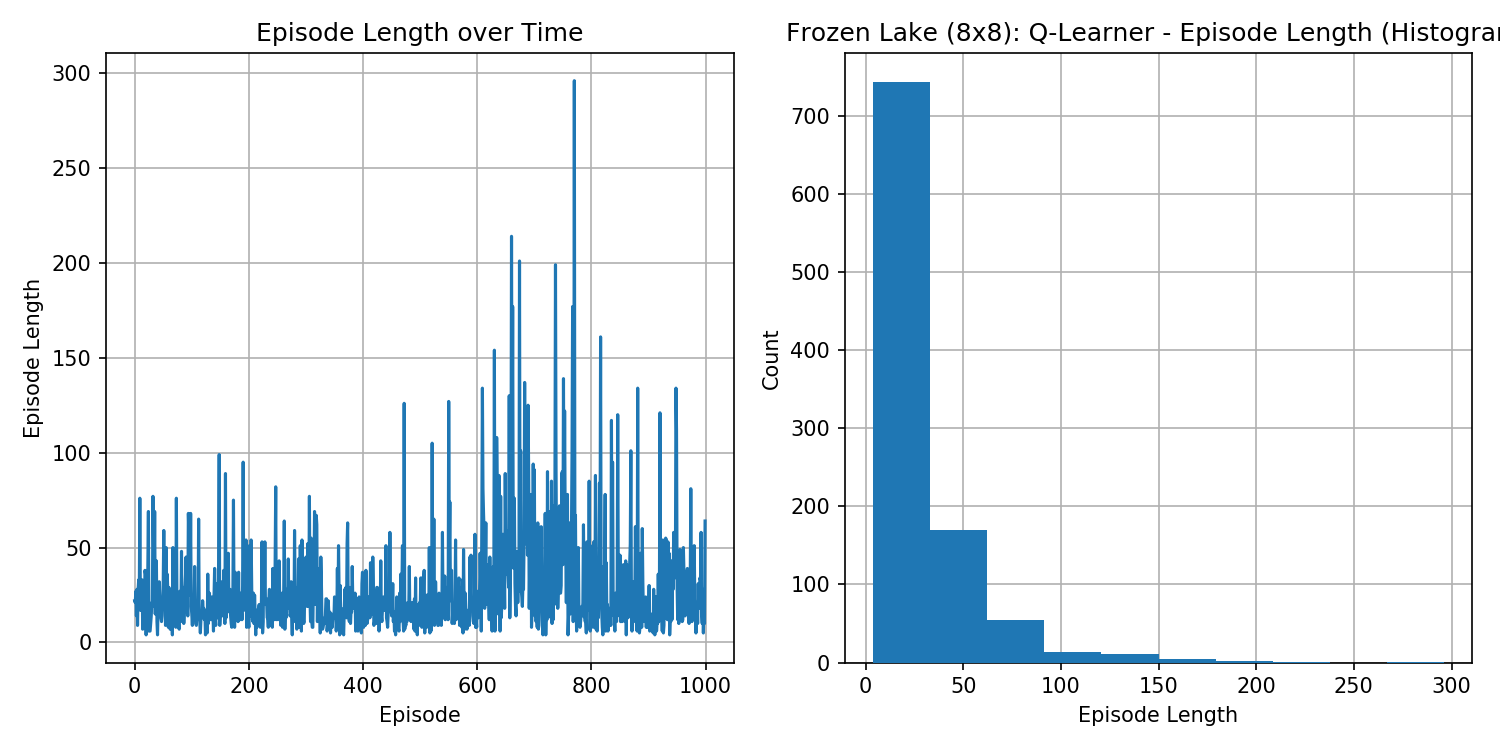 Episode Length over Time
300
250
200
150
100
50
0
Episode Length
0 200 400 600 800 1000
Episode
Frozen Lake (8x8): Q-Learner - Episode Length (Histogra
700
600
500
400
300
200
100
0
Count
0 50 100 150 200 250 300
Episode Length